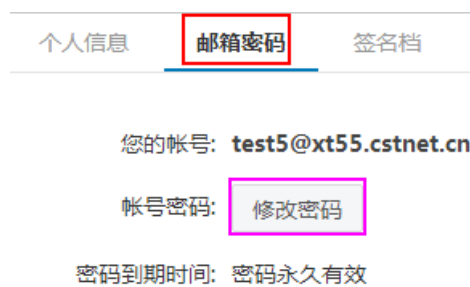 个人信息 邮箱密码 签名档
您的帐号: test5@xt55.cstnet.cn
帐号密码: 修改密码
密码到期时间: 密码永久有效